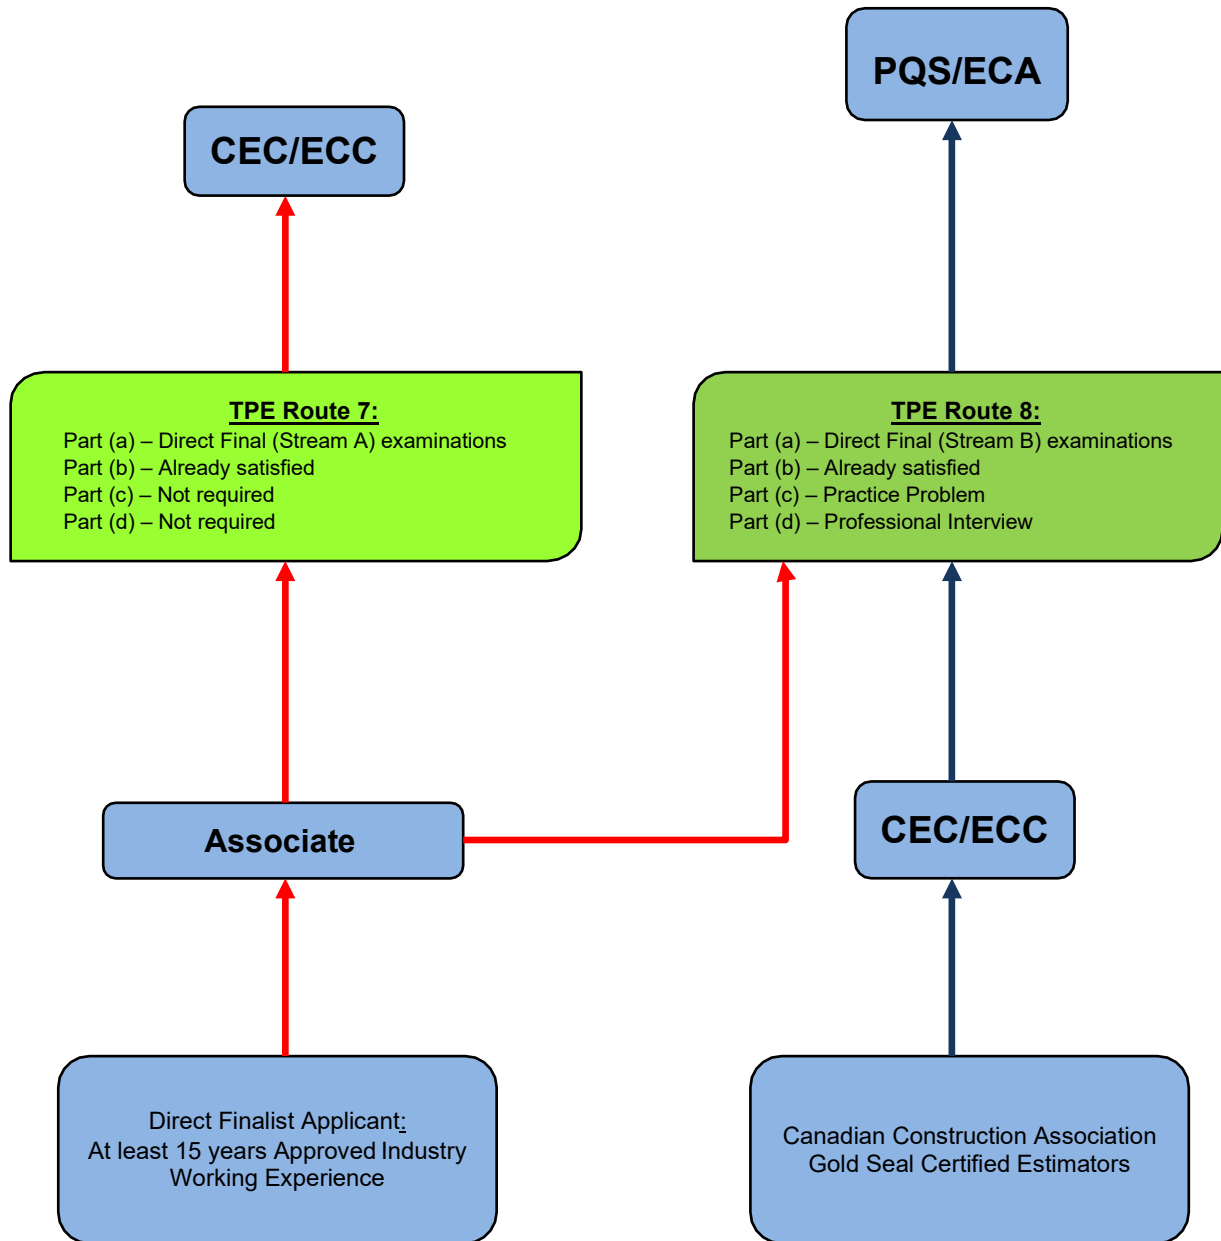 PQS/ECA
CEC/ECC
TPE Route 7:
Part (a) – Direct Final (Stream A) examinations
Part (b) – Already satisfied
Part (c) – Not required
Part (d) – Not required
TPE Route 8:
Part (a) – Direct Final (Stream B) examinations
Part (b) – Already satisfied
Part (c) – Practice Problem
Part (d) – Professional Interview
Associate
CEC/ECC
Direct Finalist Applicant:
At least 15 years Approved Industry
Working Experience
Canadian Construction Association
Gold Seal Certified Estimators